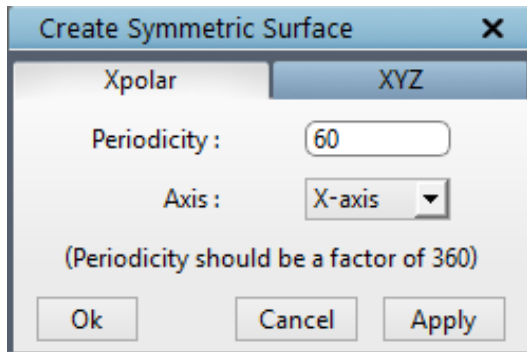 Create Symmetric Surface
Xpolar XYZ
Periodicity : 60
Axis : X-axis
(Periodicity should be a factor of 360)
Ok Cancel Apply